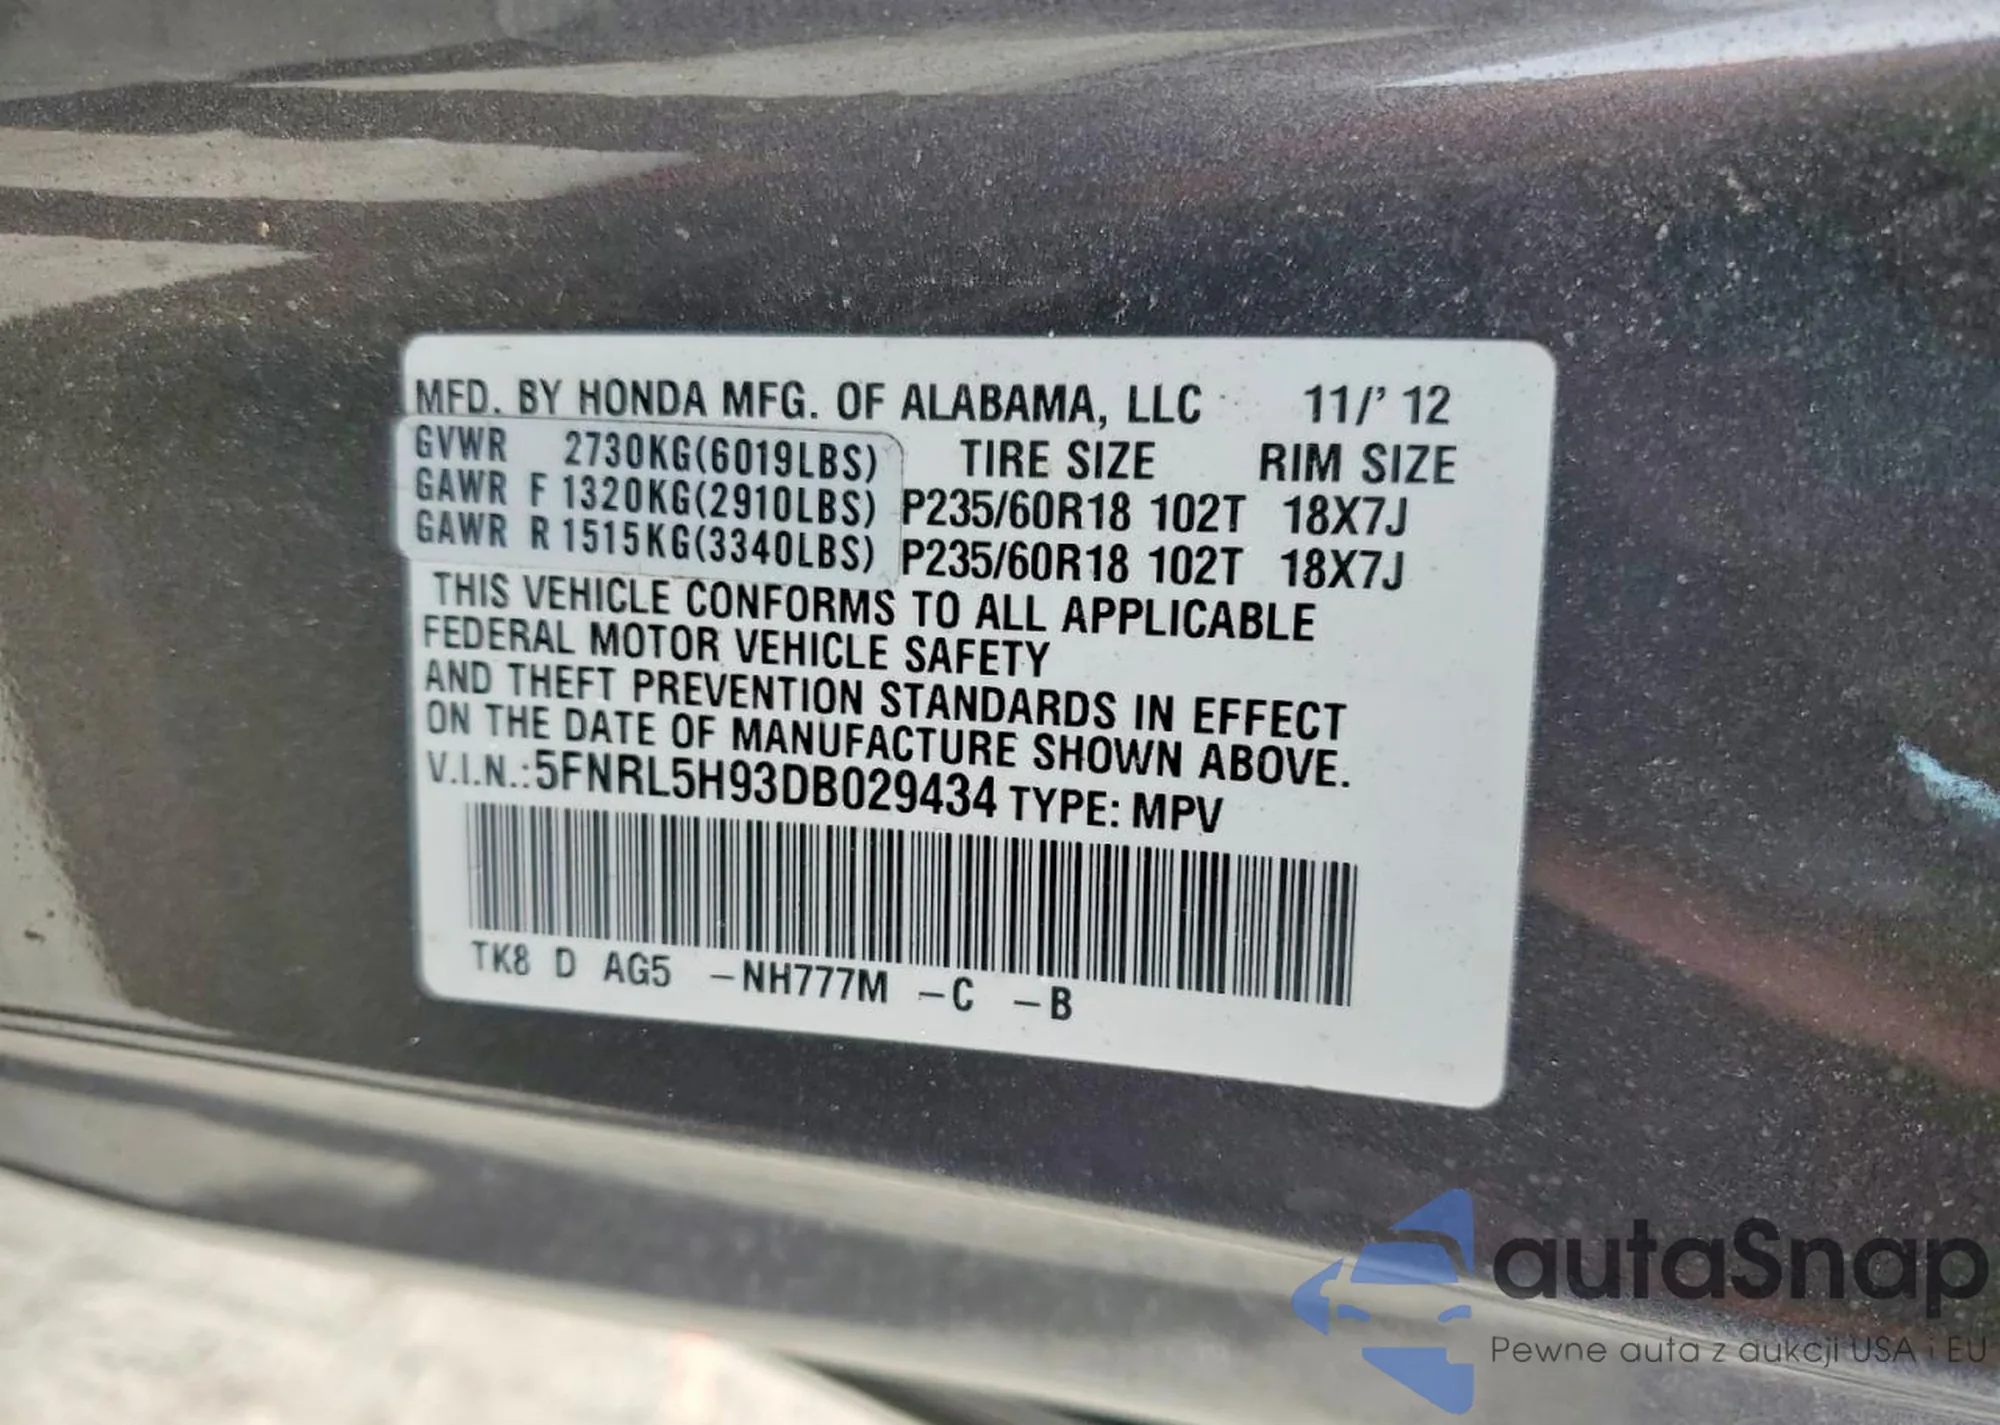 MFD. BY HONDA MFG. OF ALABAMA, LLC 11/' 12
GVWR 2730KG(6019LBS) TIRE SIZE RIM SIZE
GAWR F 1320KG(2910LBS) P235/60R18 102T 18X7J
GAWR R 1515KG(3340LBS) P235/60R18 102T 18X7J
THIS VEHICLE CONFORMS TO ALL APPLICABLE
FEDERAL MOTOR VEHICLE SAFETY
AND THEFT PREVENTION STANDARDS IN EFFECT
ON THE DATE OF MANUFACTURE SHOWN ABOVE.
V.I.N.:5FNRL5H93DB029434 TYPE: MPV
TK8 D AG5 -NH777M -C -B
autaSnap
Pewne auta z aukcji USA i EU